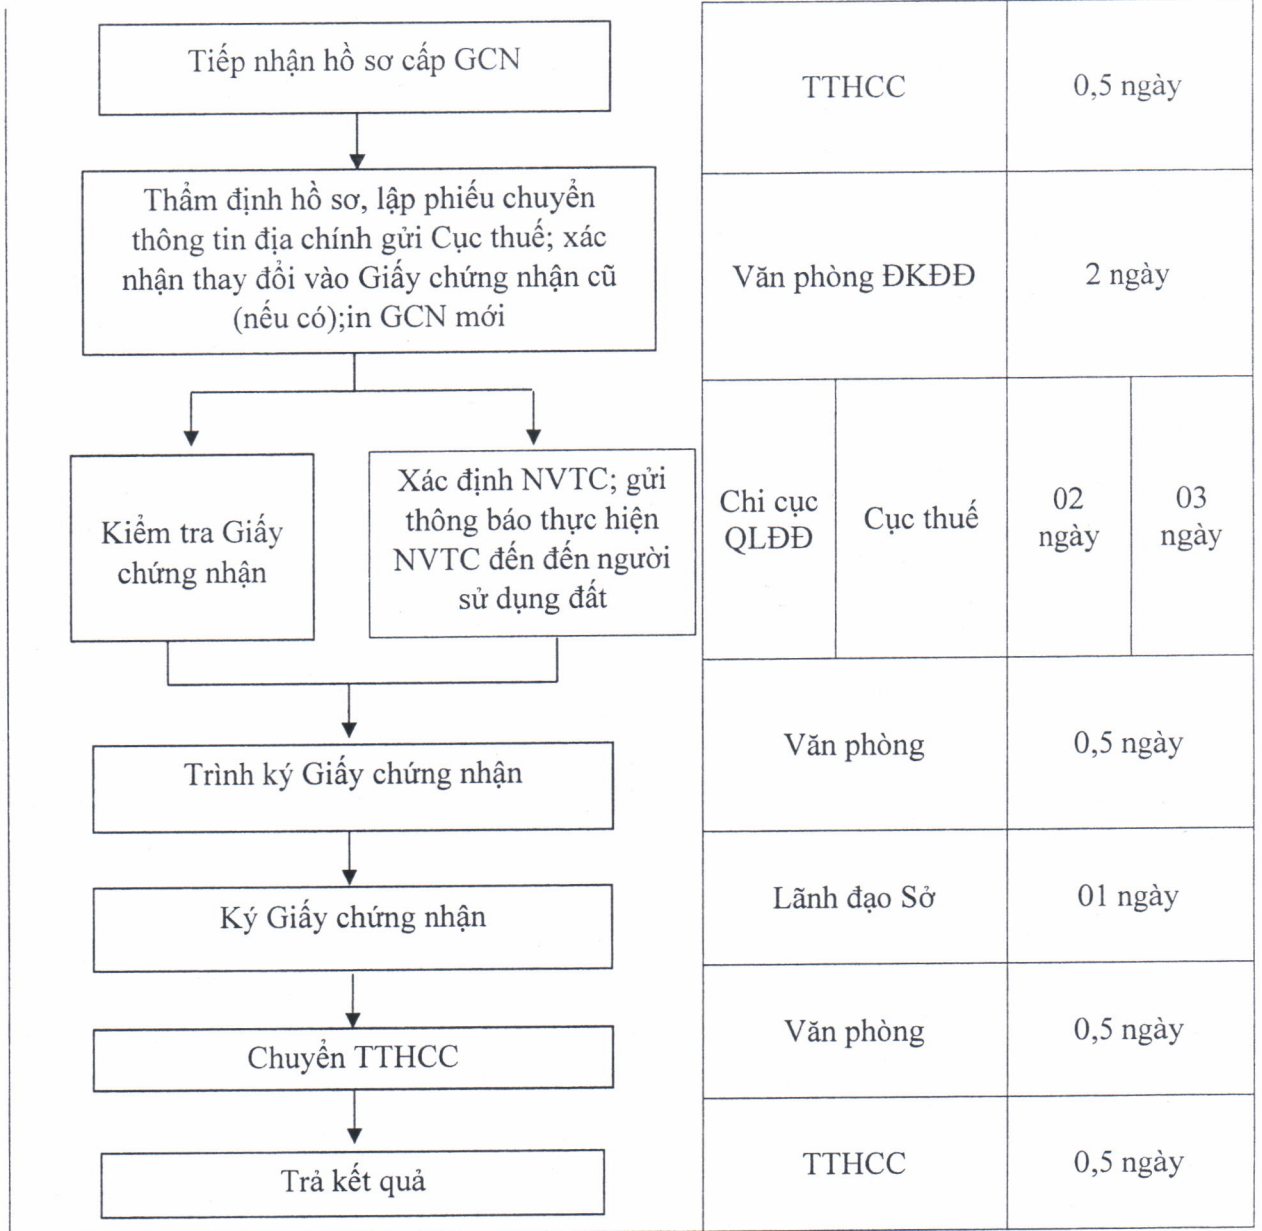 Tiếp nhận hồ sơ cấp GCN
TTHCC
0,5 ngày
Thẩm định hồ sơ, lập phiếu chuyển
thông tin địa chính gửi Cục thuế; xác
nhận thay đổi vào Giấy chứng nhận cũ
(nếu có);in GCN mới
Văn phòng ĐKĐĐ
2 ngày
Kiểm tra Giấy
chứng nhận
Xác định NVTC; gửi
thông báo thực hiện
NVTC đến đến người
sử dụng đất
Chi cục
QLĐĐ
Cục thuế
02
ngày
03
ngày
Trình ký Giấy chứng nhận
Văn phòng
0,5 ngày
Ký Giấy chứng nhận
Lãnh đạo Sở
01 ngày
Chuyển TTHCC
Văn phòng
0,5 ngày
Trả kết quả
TTHCC
0,5 ngày